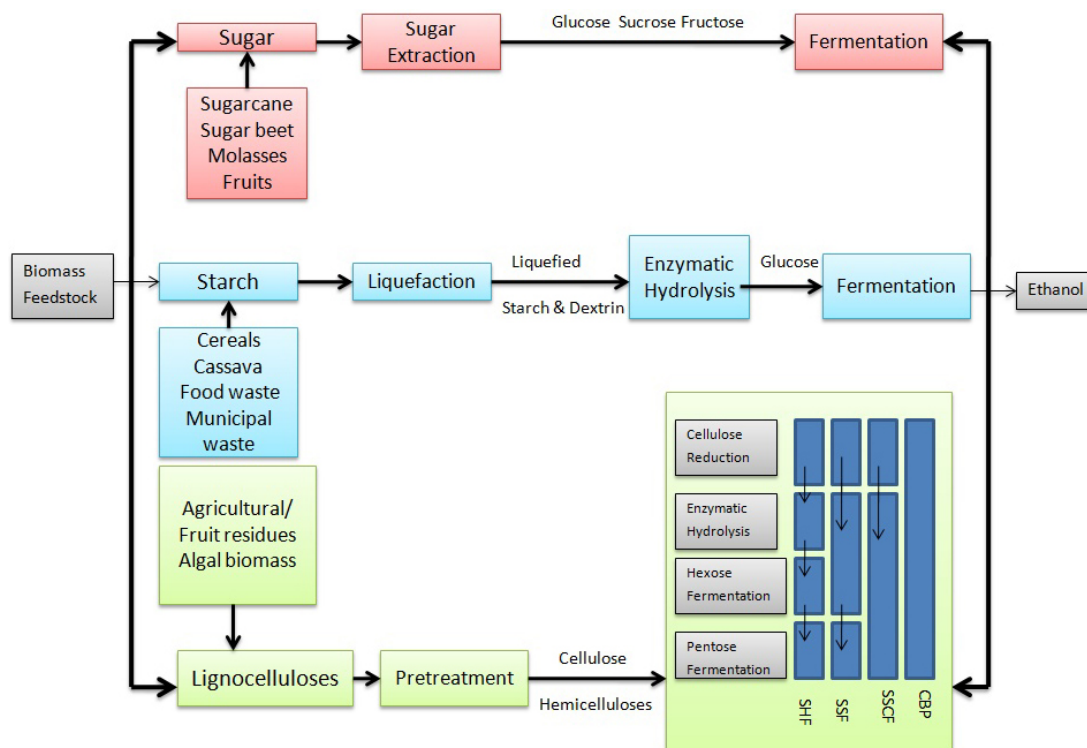 Sugar
Sugar
Extraction
Glucose Sucrose Fructose
Fermentation
Sugarcane
Sugar beet
Molasses
Fruits
Biomass
Feedstock
Starch
Liquefaction
Liquefied
Starch & Dextrin
Enzymatic
Hydrolysis
Glucose
Fermentation
Ethanol
Cereals
Cassava
Food waste
Municipal
waste
Agricultural/
Fruit residues
Algal biomass
Lignocelluloses
Pretreatment
Cellulose
Hemicelluloses
Cellulose
Reduction
Enzymatic
Hydrolysis
Hexose
Fermentation
Pentose
Fermentation
SHF
SSF
SSCF
CBP